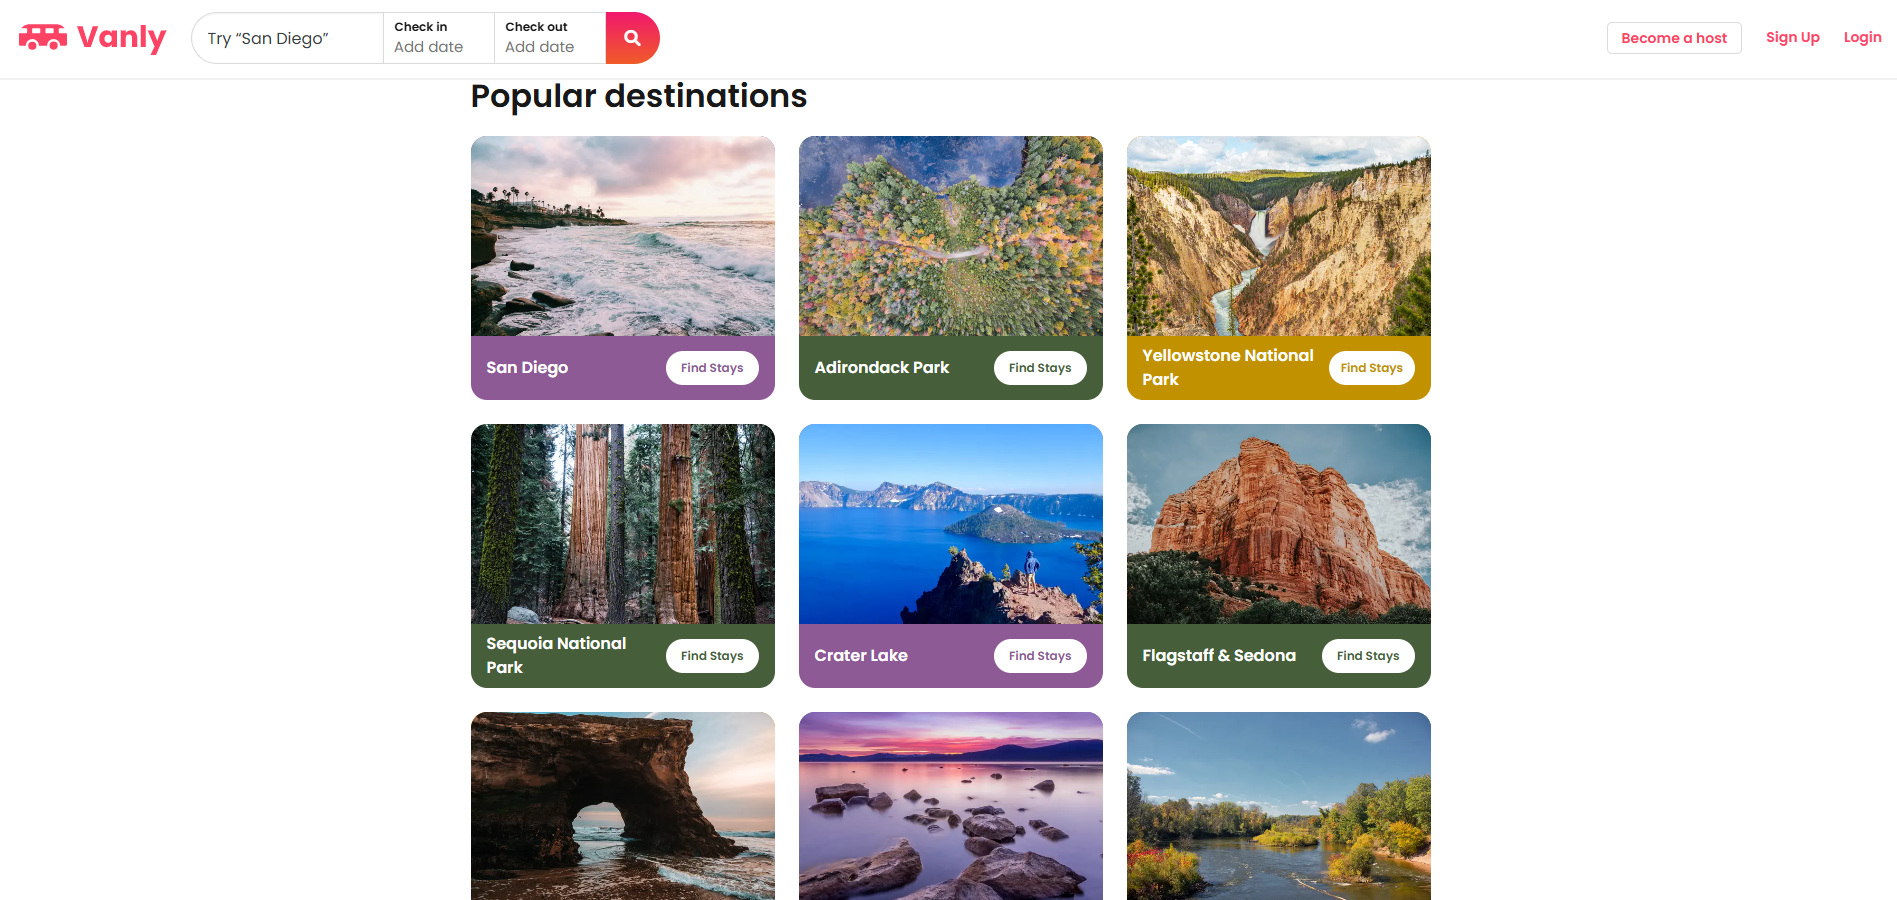 Vanly
Try “San Diego”
Check in
Add date
Check out
Add date
Become a host
Sign Up
Login
Popular destinations
San Diego
Find Stays
Adirondack Park
Find Stays
Yellowstone National
Park
Find Stays
Sequoia National
Park
Find Stays
Crater Lake
Find Stays
Flagstaff & Sedona
Find Stays